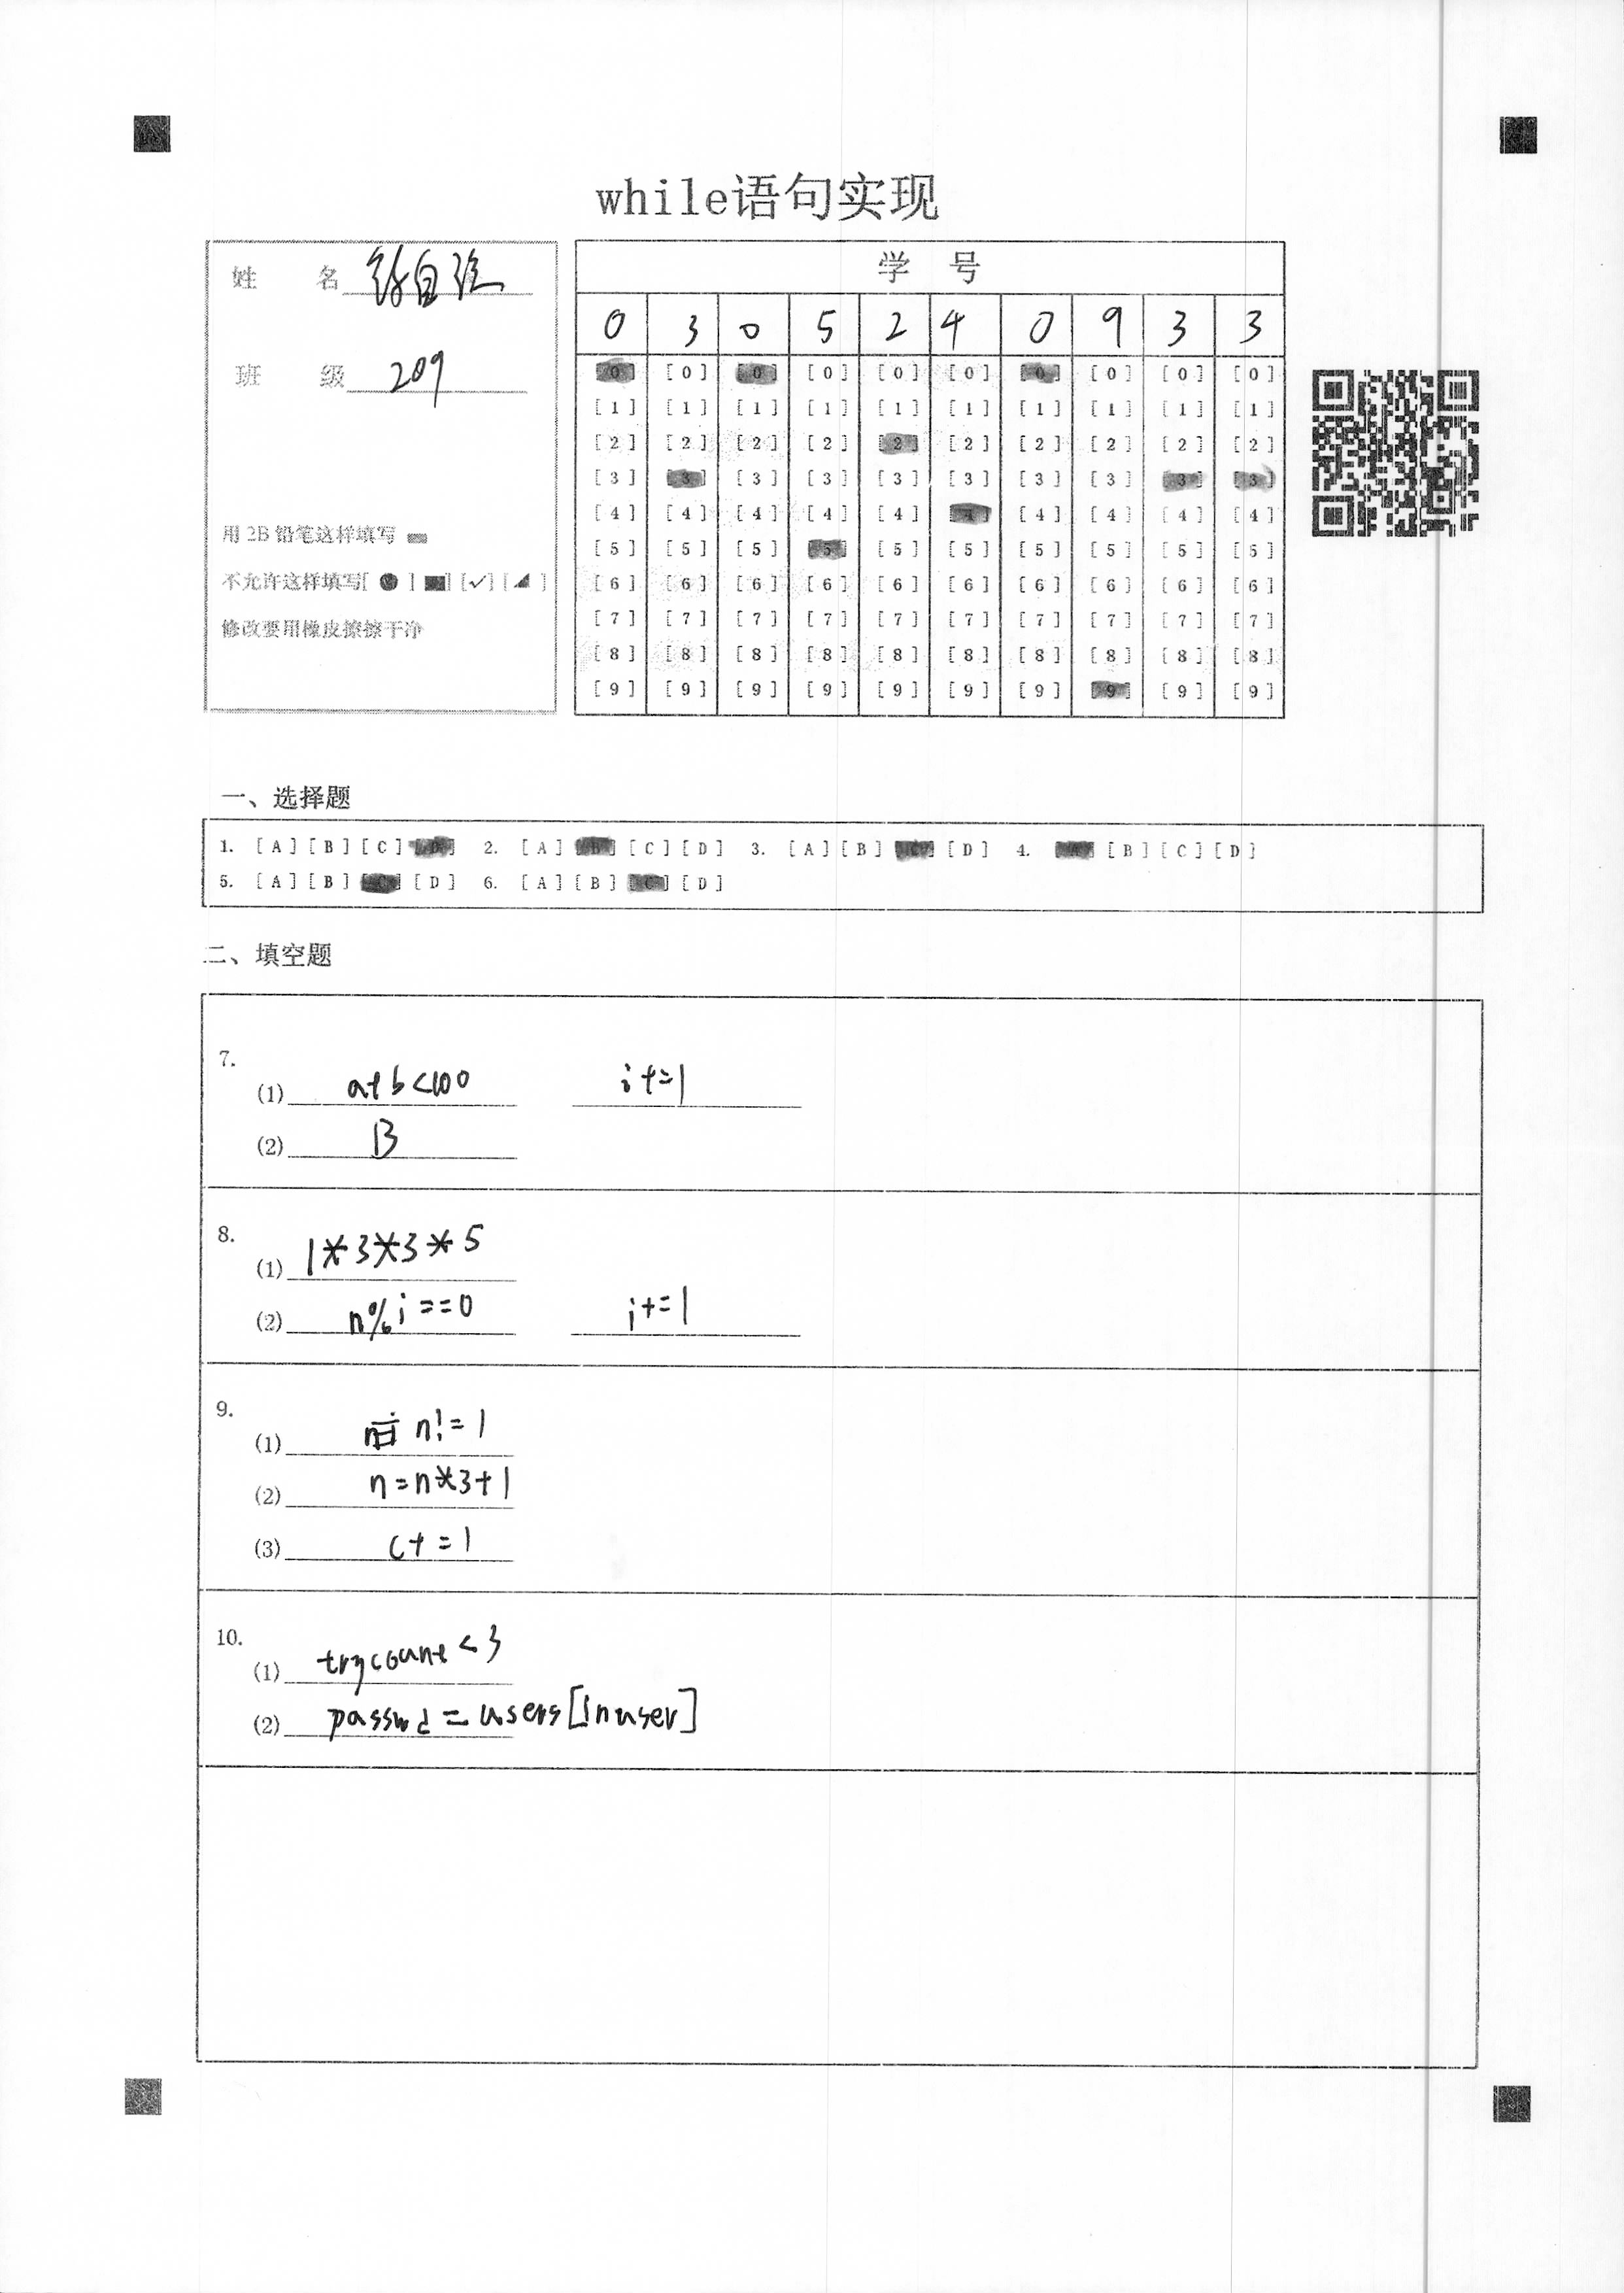 while语句实现
姓 名
班 级 209
用 2B 铅笔这样填写
不允许这样填写[ ● ] [■] [✓] [◢ ]
修改要用橡皮擦擦干净
学 号
0 3 0 5 2 4 0 9 3 3
[0] [0] [0] [0] [0] [0] [0] [0] [0] [0]
[1] [1] [1] [1] [1] [1] [1] [1] [1] [1]
[2] [2] [2] [2] [2] [2] [2] [2] [2] [2]
[3] [3] [3] [3] [3] [3] [3] [3] [3] [3]
[4] [4] [4] [4] [4] [4] [4] [4] [4] [4]
[5] [5] [5] [5] [5] [5] [5] [5] [5] [5]
[6] [6] [6] [6] [6] [6] [6] [6] [6] [6]
[7] [7] [7] [7] [7] [7] [7] [7] [7] [7]
[8] [8] [8] [8] [8] [8] [8] [8] [8] [8]
[9] [9] [9] [9] [9] [9] [9] [9] [9] [9]
一、选择题
1. [A] [B] [C] [D] 2. [A] [B] [C] [D] 3. [A] [B] [C] [D] 4. [A] [B] [C] [D]
5. [A] [B] [C] [D] 6. [A] [B] [C] [D]
二、填空题
7.
(1) a+b<100 i+=1
(2) B
8.
(1) 1*3*3*5
(2) n%i==0 i+=1
9.
(1) n!=1
(2) n=n*3+1
(3) c+=1
10.
(1) trycount<3
(2) passwd=users[inuser]